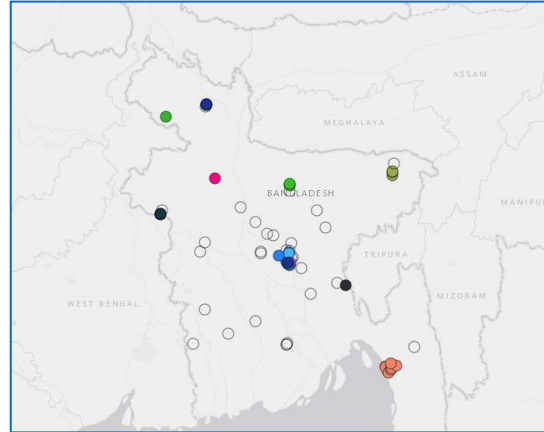 ASSAM
MEGHALAYA
BANGLADESH
MANIPUR
TRIPURA
MIZORAM
WEST BENGAL